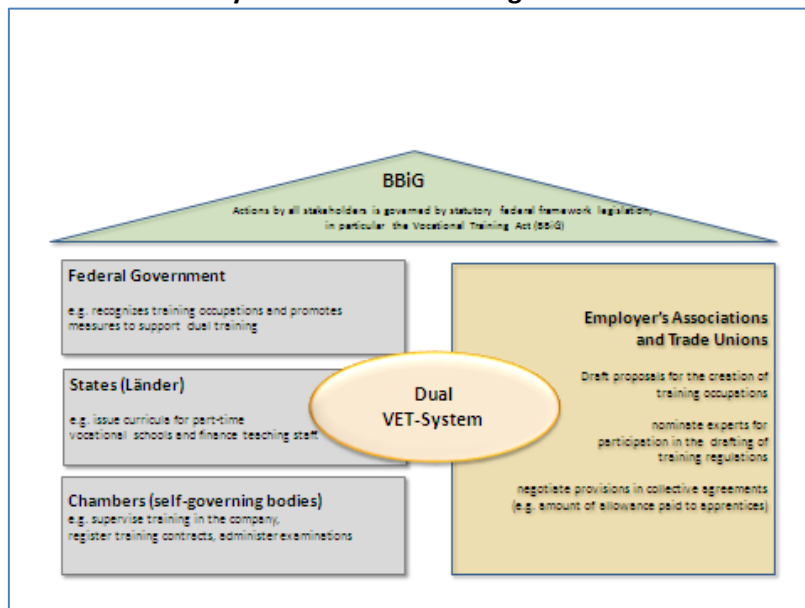 BBiG
Actions by all stakeholders is governed by statutory federal framework legislation,
in particular the Vocational Training Act (BBiG)
Federal Government
e.g. recognizes training occupations and promotes
measures to support dual training
States (Länder)
e.g. issue curricula for part-time
vocational schools and finance teaching staff
Chambers (self-governing bodies)
e.g. supervise training in the company,
register training contracts, administer examinations
Dual
VET-System
Employer's Associations
and Trade Unions
Draft proposals for the creation of
training occupations
nominate experts for
participation in the drafting of
training regulations
negotiate provisions in collective agreements
(e.g. amount of allowance paid to apprentices)